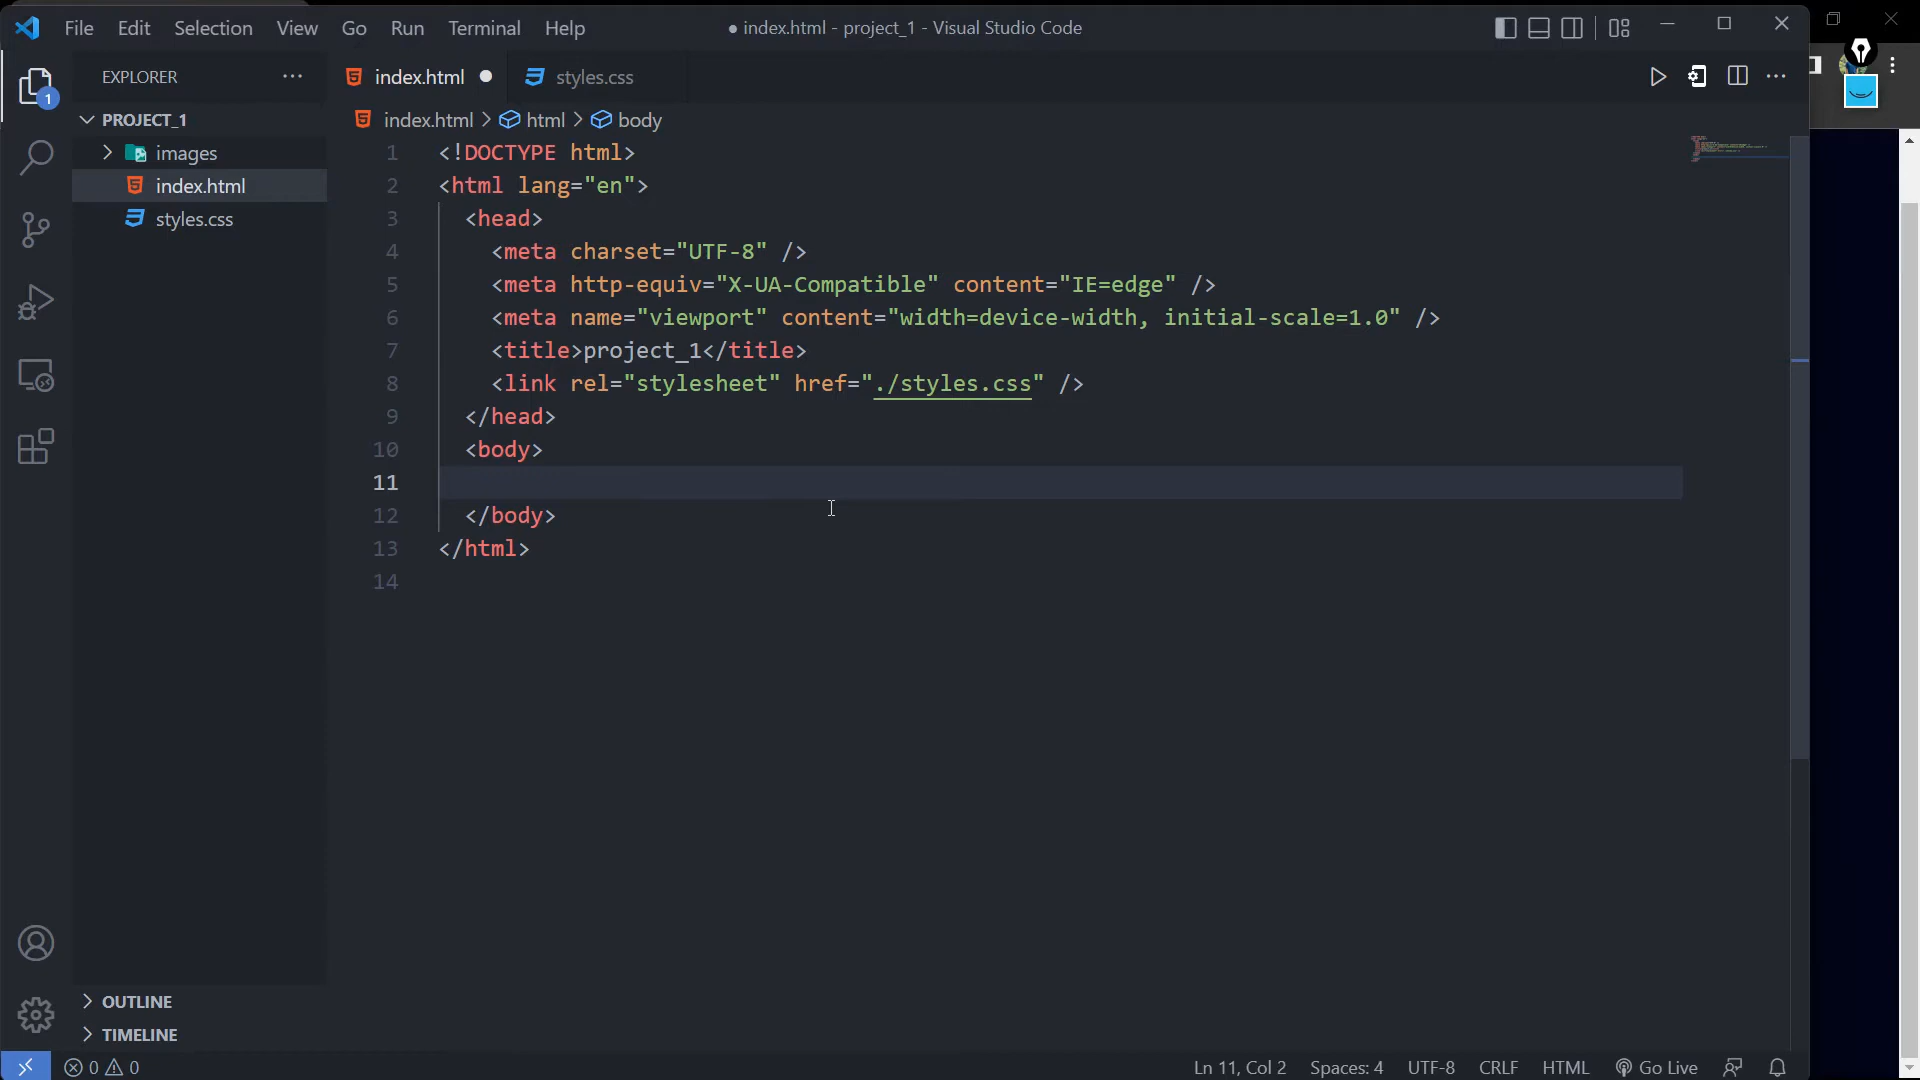 File Edit Selection View Go Run Terminal Help
● index.html - project_1 - Visual Studio Code
EXPLORER
index.html
styles.css
1
PROJECT_1
images
index.html
styles.css
index.html > html > body
1 <!DOCTYPE html>
2 <html lang="en">
3 <head>
4 <meta charset="UTF-8" />
5 <meta http-equiv="X-UA-Compatible" content="IE=edge" />
6 <meta name="viewport" content="width=device-width, initial-scale=1.0" />
7 <title>project_1</title>
8 <link rel="stylesheet" href="./styles.css" />
9 </head>
10 <body>
11
12 </body>
13 </html>
14
OUTLINE
TIMELINE
0 0
Ln 11, Col 2 Spaces: 4 UTF-8 CRLF HTML Go Live